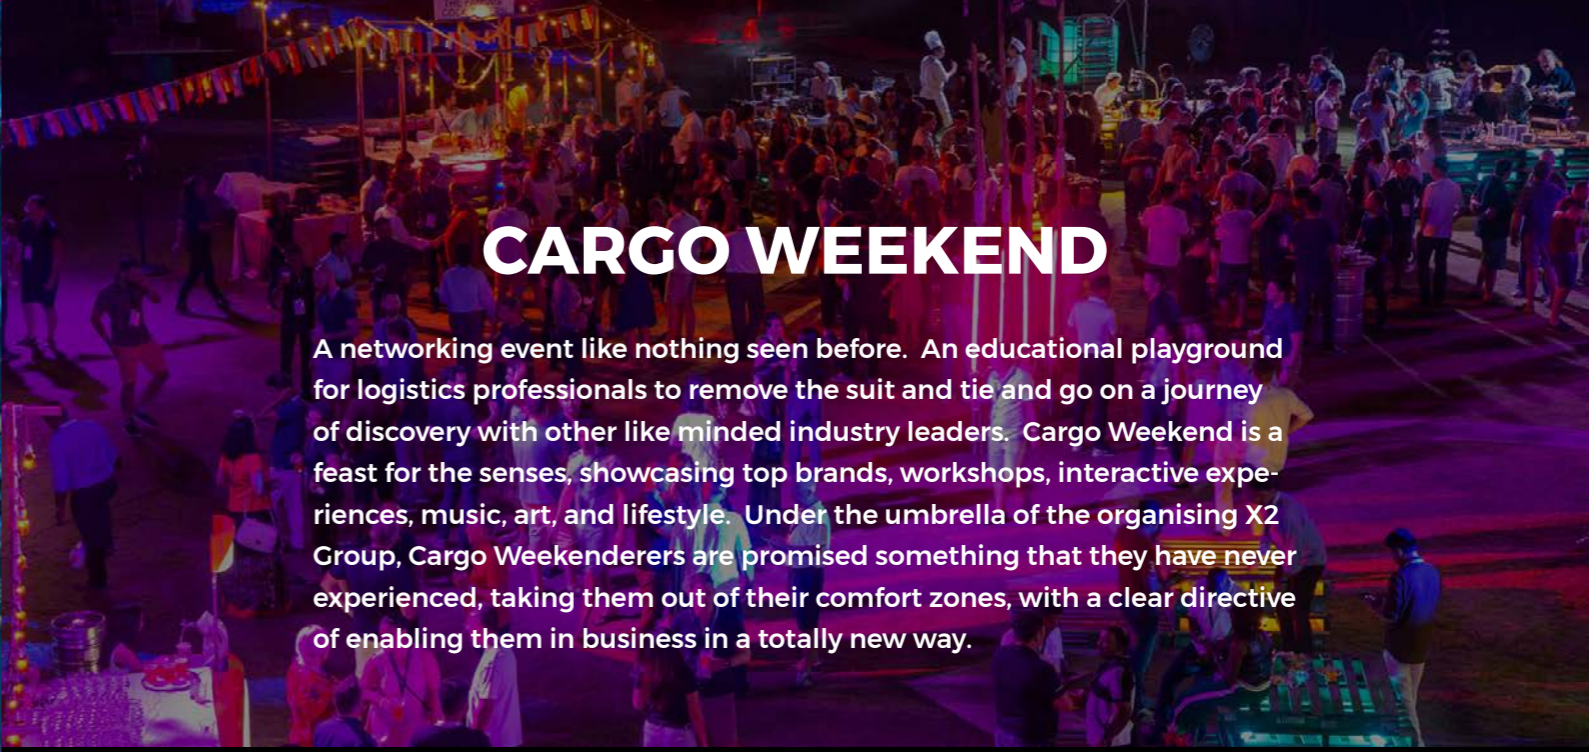 CARGO WEEKEND
A networking event like nothing seen before.  An educational playground
for logistics professionals to remove the suit and tie and go on a journey
of discovery with other like minded industry leaders.  Cargo Weekend is a
feast for the senses, showcasing top brands, workshops, interactive expe-
riences, music, art, and lifestyle.  Under the umbrella of the organising X2
Group, Cargo Weekenderers are promised something that they have never
experienced, taking them out of their comfort zones, with a clear directive
of enabling them in business in a totally new way.